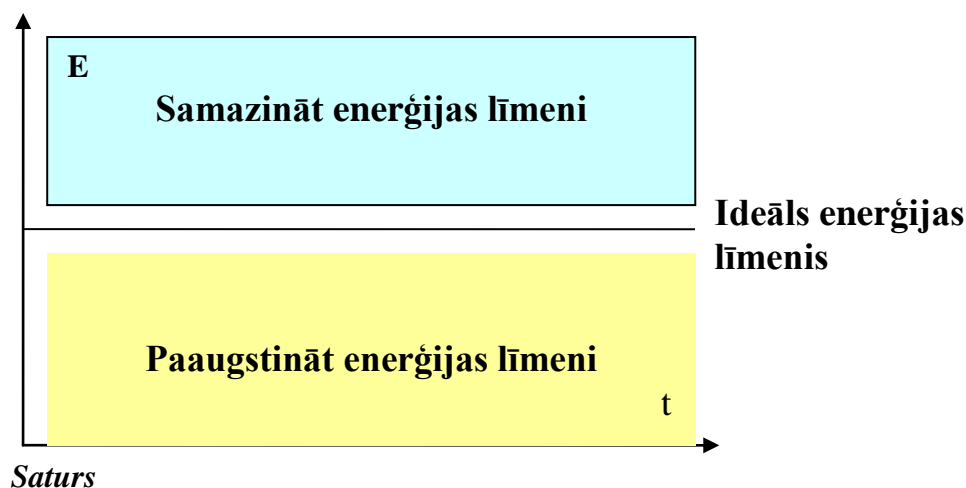 E
Samazināt enerģijas līmeni
Ideāls enerģijas
līmenis
Paaugstināt enerģijas līmeni
t
Saturs